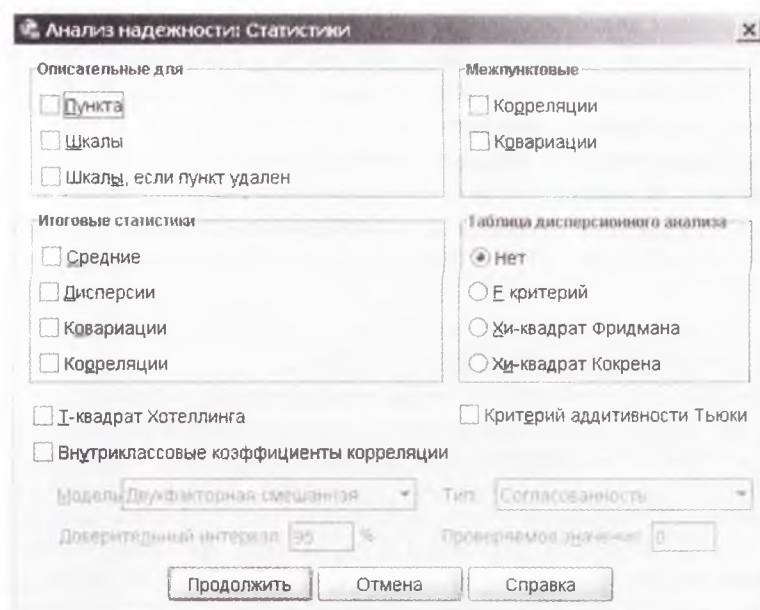 Анализ надежности: Статистики
Описательные для
Пункта
Шкалы
Шкалы, если пункт удален
Межпунктовые
Корреляции
Ковариации
Итоговые статистики
Средние
Дисперсии
Ковариации
Корреляции
Таблица дисперсионного анализа
Нет
F критерий
Хи-квадрат Фридмана
Хи-квадрат Кокрена
Т-квадрат Хотеллинга
Критерий аддитивности Тьюки
Внутриклассовые коэффициенты корреляции
Модель Двухфакторная смешанная Тип: Согласованность
Доверительный интервал: 95 % Проверяемое значение: 0
Продолжить Отмена Справка